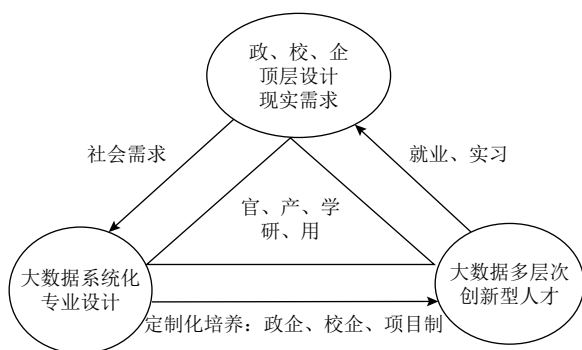 政、校、企
顶层设计
现实需求
社会需求
就业、实习
官、产、学
研、用
大数据系统化
专业设计
大数据多层次
创新型人才
定制化培养：政企、校企、项目制